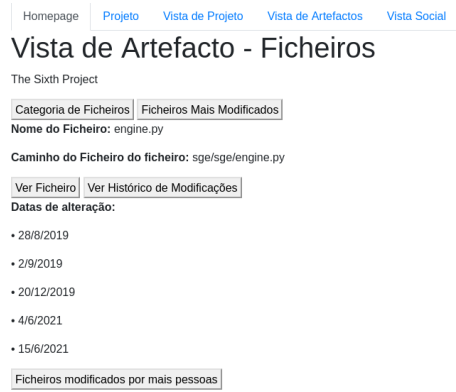 Homepage Projeto Vista de Projeto Vista de Artefactos Vista Social
Vista de Artefacto - Ficheiros
The Sixth Project
Categoria de Ficheiros Ficheiros Mais Modificados
Nome do Ficheiro: engine.py
Caminho do Ficheiro do ficheiro: sge/sge/engine.py
Ver Ficheiro Ver Histórico de Modificações
Datas de alteração:
• 28/8/2019
• 2/9/2019
• 20/12/2019
• 4/6/2021
• 15/6/2021
Ficheiros modificados por mais pessoas